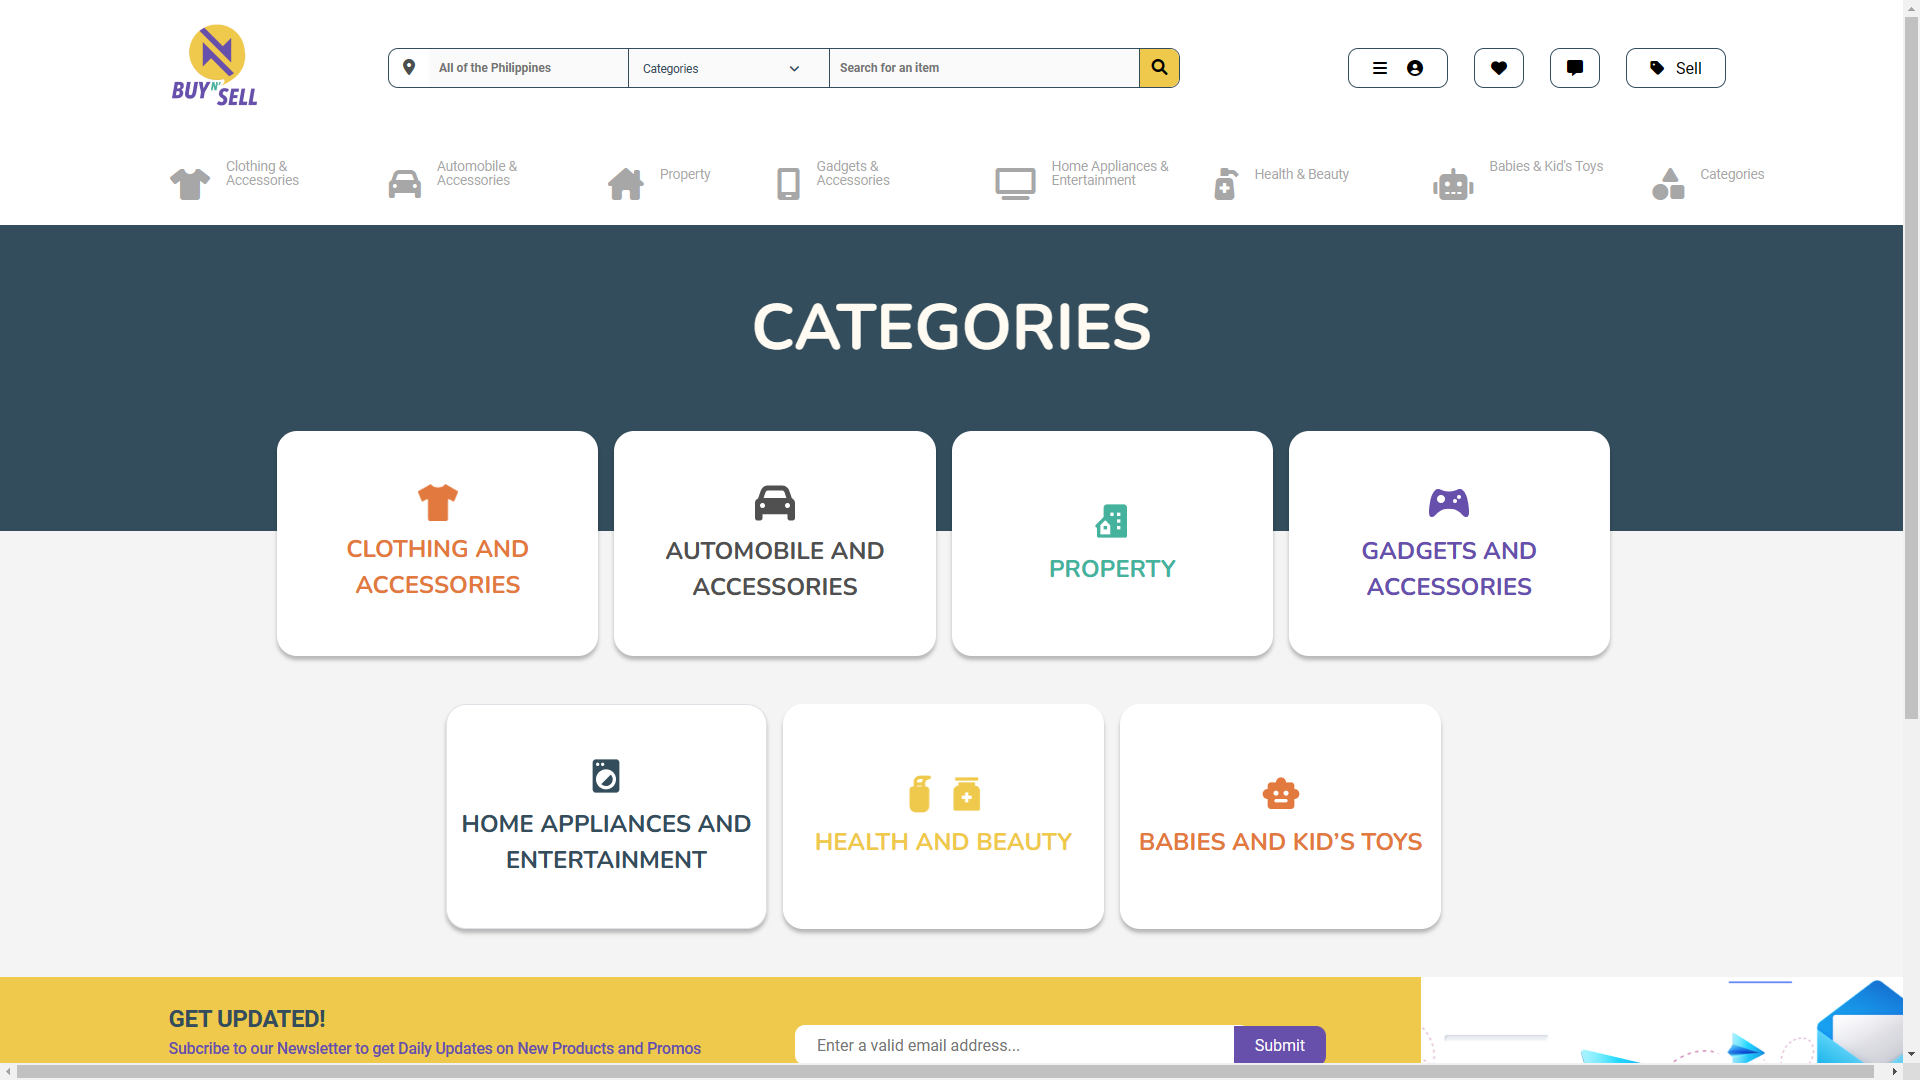 BUY N' SELL
All of the Philippines
Categories
Search for an item
Sell
Clothing &
Accessories
Automobile &
Accessories
Property
Gadgets &
Accessories
Home Appliances &
Entertainment
Health & Beauty
Babies & Kid's Toys
Categories
CATEGORIES
CLOTHING AND
ACCESSORIES
AUTOMOBILE AND
ACCESSORIES
PROPERTY
GADGETS AND
ACCESSORIES
HOME APPLIANCES AND
ENTERTAINMENT
HEALTH AND BEAUTY
BABIES AND KID’S TOYS
GET UPDATED!
Subcribe to our Newsletter to get Daily Updates on New Products and Promos
Enter a valid email address...
Submit